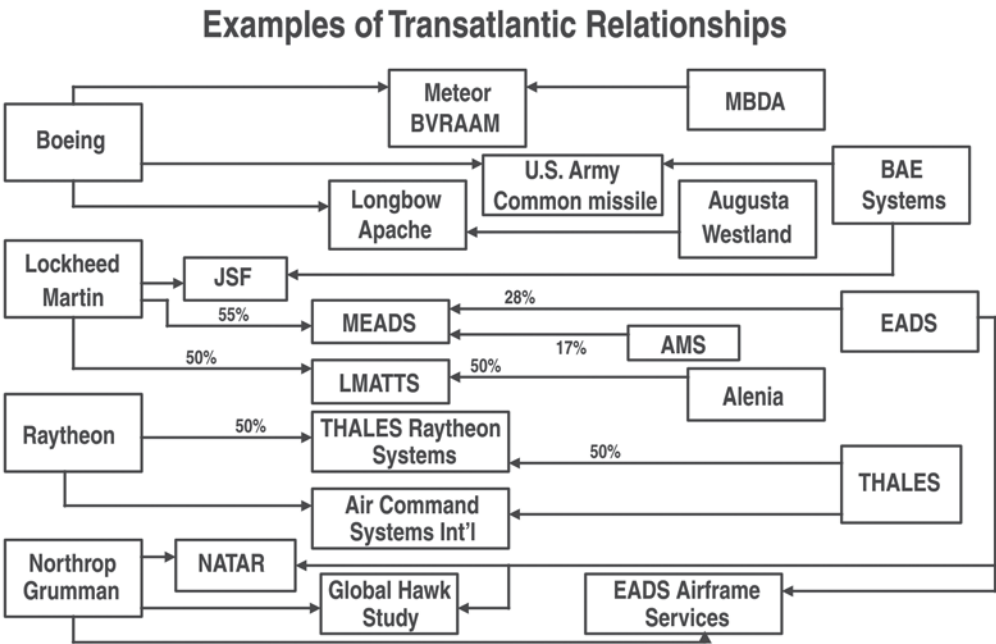 Examples of Transatlantic Relationships
Meteor
BVRAAM
MBDA
Boeing
U.S. Army
Common missile
BAE
Systems
Longbow
Apache
Augusta
Westland
Lockheed
Martin
JSF
28%
55%
MEADS
EADS
17%
AMS
50%
LMATTS
50%
Alenia
Raytheon
50%
THALES Raytheon
Systems
50%
THALES
Air Command
Systems Int'l
Northrop
Grumman
NATAR
Global Hawk
Study
EADS Airframe
Services